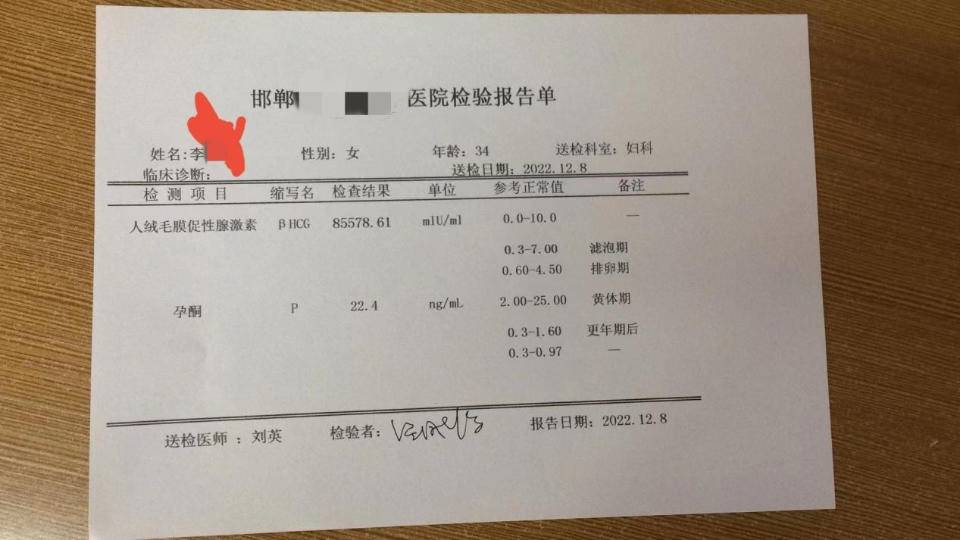 邯郸 医院检验报告单
姓名:李 性别:女 年龄:34 送检科室:妇科
临床诊断: 送检日期:2022.12.8
检测项目 缩写名 检查结果 单位 参考正常值 备注
人绒毛膜促性腺激素 βHCG 85578.61 mlU/ml 0.0-10.0 —
0.3-7.00 滤泡期
0.60-4.50 排卵期
孕酮 P 22.4 ng/mL 2.00-25.00 黄体期
0.3-1.60 更年期后
0.3-0.97 —
送检医师 :刘英 检验者: 报告日期:2022.12.8